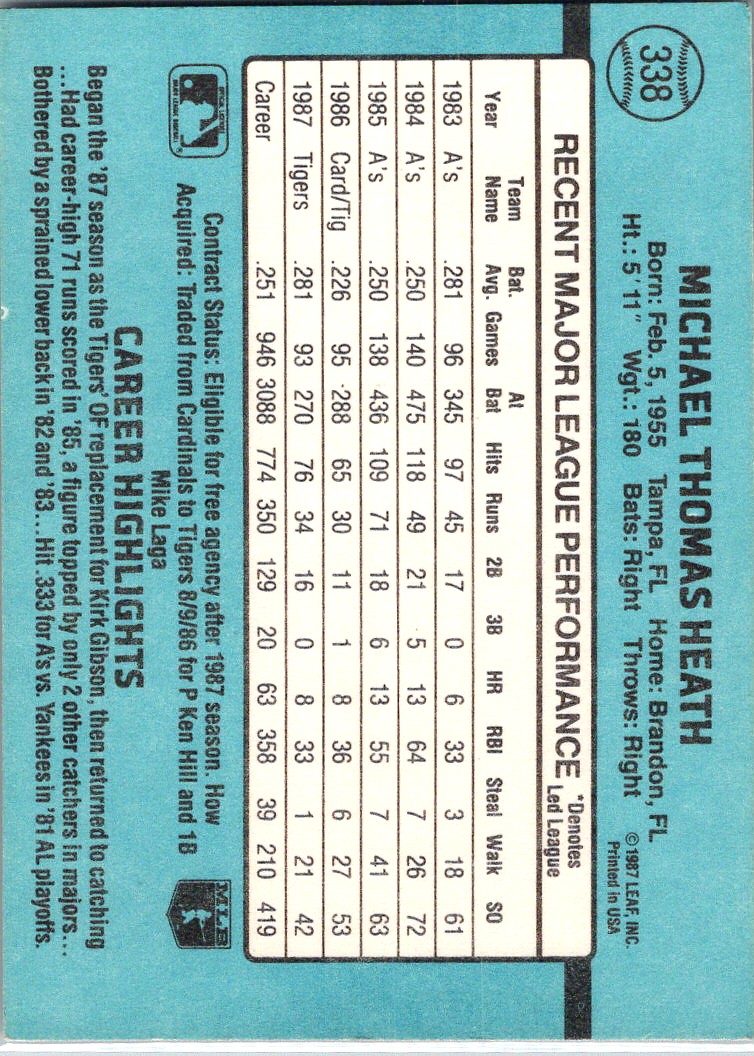 338
MICHAEL THOMAS HEATH
Born: Feb. 5, 1955 Tampa, FL Home: Brandon, FL
Ht.: 5'11" Wgt.: 180 Bats: Right Throws: Right
© 1987 LEAF, INC.
Printed in USA
RECENT MAJOR LEAGUE PERFORMANCE
*Denotes
Led League
Year Team Name Bat. Avg. Games At Bat Hits Runs 2B 3B HR RBI Steal Walk SO
1983 A's .281 96 345 97 45 17 0 6 33 3 18 61
1984 A's .250 140 475 118 49 21 5 13 64 7 26 72
1985 A's .250 138 436 109 71 18 6 13 55 7 41 63
1986 Card/Tig .226 95 288 65 30 11 1 8 36 6 27 53
1987 Tigers .281 93 270 76 34 16 0 8 33 1 21 42
Career .251 946 3088 774 350 129 20 63 358 39 210 419
Contract Status: Eligible for free agency after 1987 season. How
Acquired: Traded from Cardinals to Tigers 8/9/86 for P Ken Hill and 1B
Mike Laga
MLB
CAREER HIGHLIGHTS
Began the '87 season as the Tigers' OF replacement for Kirk Gibson, then returned to catching
...Had career-high 71 runs scored in '85, a figure topped by only 2 other catchers in majors...
Bothered by a sprained lower back in '82 and '83...Hit .333 for A's vs. Yankees in '81 AL playoffs.